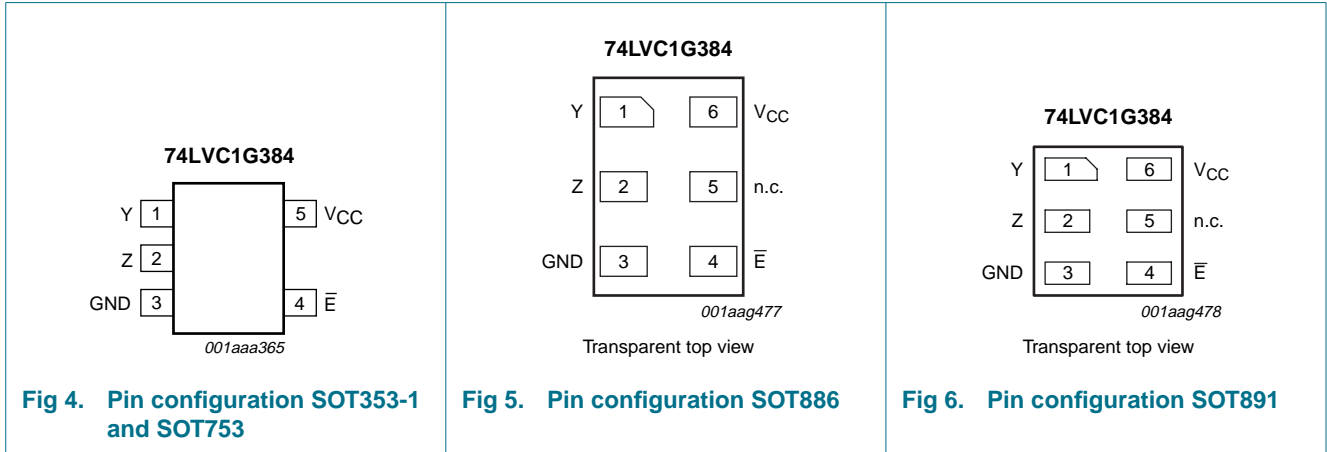 74LVC1G384
Y 1 5 VCC
Z 2
GND 3 4 E̅
001aaa365
Fig 4. Pin configuration SOT353-1
and SOT753
74LVC1G384
Y 1 6 VCC
Z 2 5 n.c.
GND 3 4 E̅
001aag477
Transparent top view
Fig 5. Pin configuration SOT886
74LVC1G384
Y 1 6 VCC
Z 2 5 n.c.
GND 3 4 E̅
001aag478
Transparent top view
Fig 6. Pin configuration SOT891